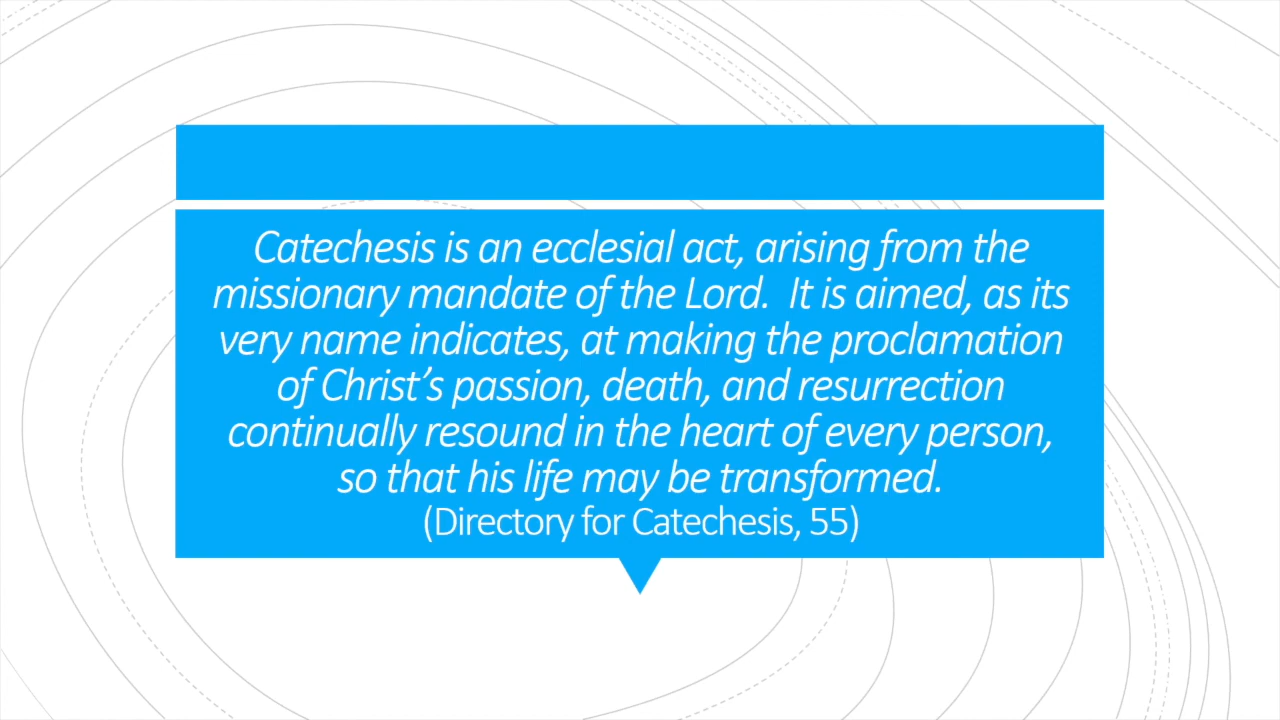 Catechesis is an ecclesial act, arising from the
missionary mandate of the Lord.  It is aimed, as its
very name indicates, at making the proclamation
of Christ’s passion, death, and resurrection
continually resound in the heart of every person,
so that his life may be transformed.
(Directory for Catechesis, 55)